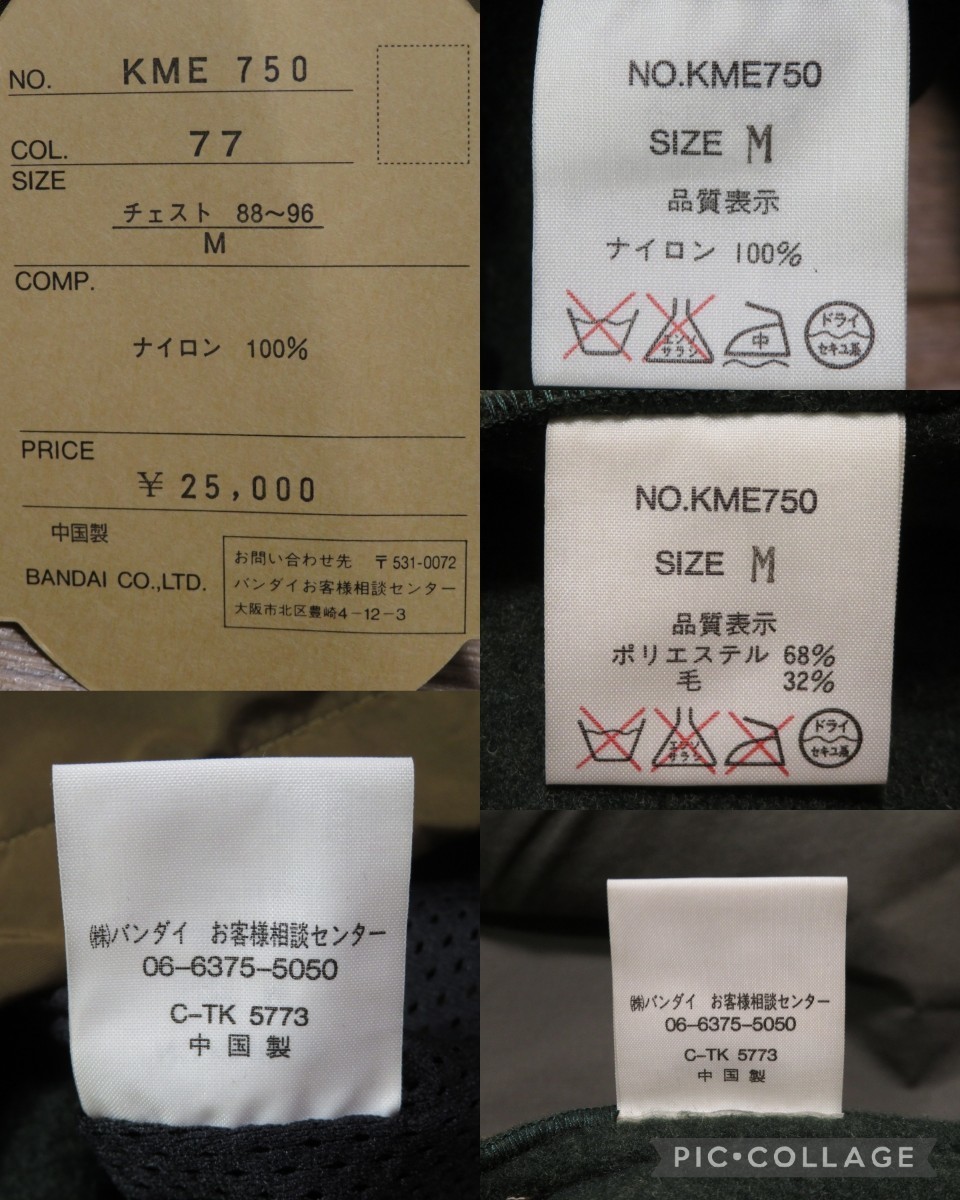 NO. KME 750
COL. 77
SIZE
チェスト 88〜96
M
COMP.
ナイロン 100%
PRICE
¥ 25,000
中国製
BANDAI CO.,LTD.
お問い合わせ先 〒531-0072
バンダイお客様相談センター
大阪市北区豊崎4-12-3
NO.KME750
SIZE M
品質表示
ナイロン 100%
エンソ
サラシ
中
ドライ
セキユ系
NO.KME750
SIZE M
品質表示
ポリエステル 68%
毛 32%
エンソ
サラシ
ドライ
セキユ系
㈱バンダイ お客様相談センター
06-6375-5050
C-TK 5773
中国製
㈱バンダイ お客様相談センター
06-6375-5050
C-TK 5773
中国製
PIC•COLLAGE